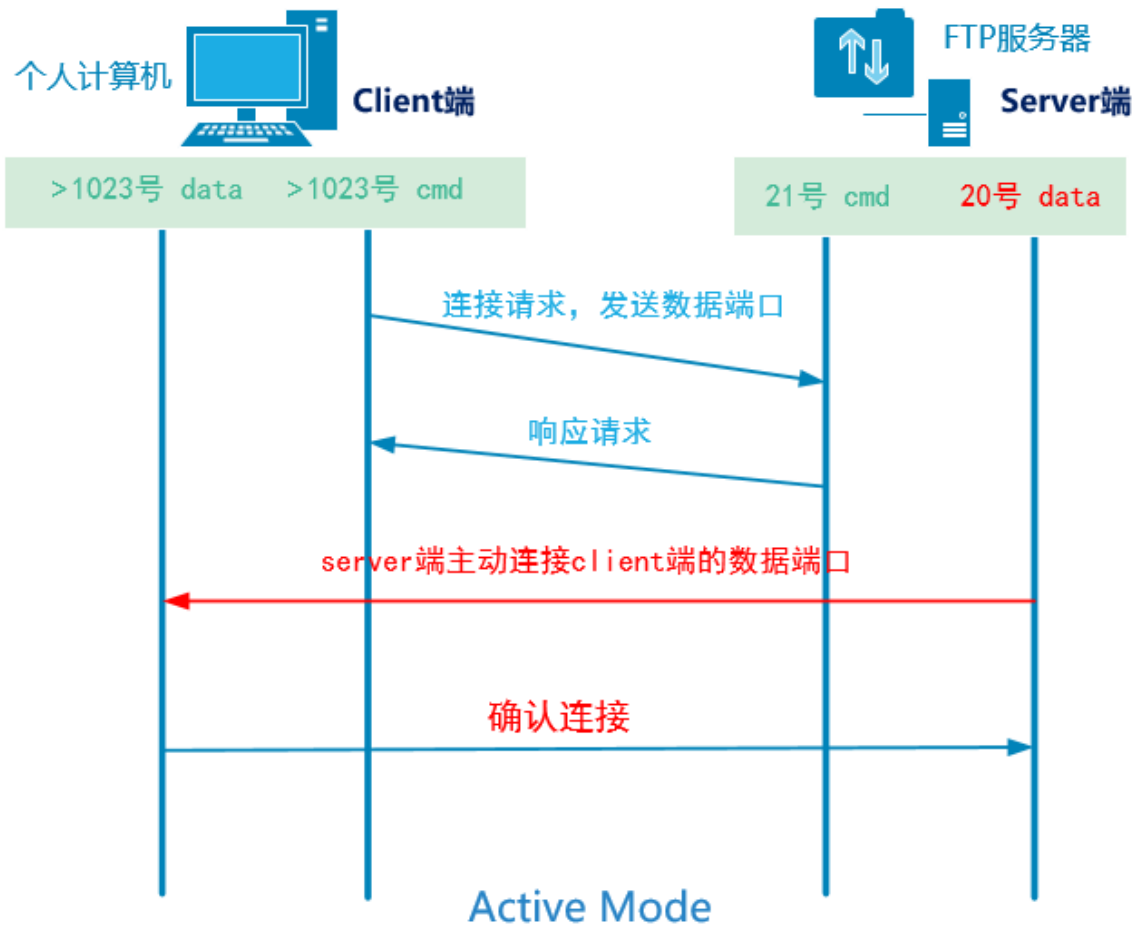 个人计算机
Client端
FTP服务器
Server端
>1023号 data >1023号 cmd
21号 cmd 20号 data
连接请求，发送数据端口
响应请求
server端主动连接client端的数据端口
确认连接
Active Mode